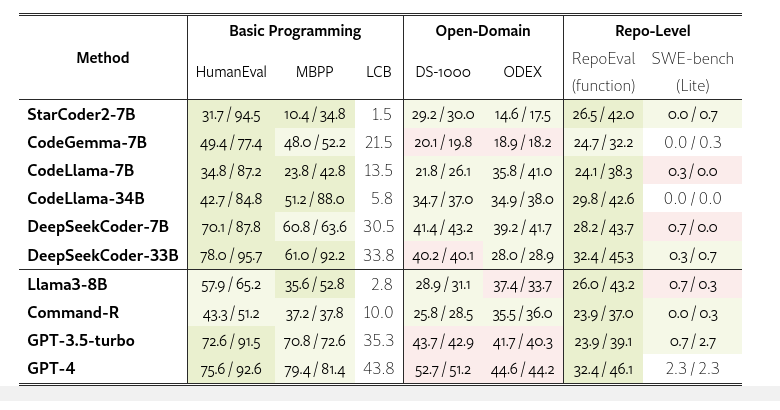 Method Basic Programming Open-Domain Repo-Level
HumanEval MBPP LCB DS-1000 ODEX RepoEval (function) SWE-bench (Lite)
StarCoder2-7B 31.7 / 94.5 10.4 / 34.8 1.5 29.2 / 30.0 14.6 / 17.5 26.5 / 42.0 0.0 / 0.7
CodeGemma-7B 49.4 / 77.4 48.0 / 52.2 21.5 20.1 / 19.8 18.9 / 18.2 24.7 / 32.2 0.0 / 0.3
CodeLlama-7B 34.8 / 87.2 23.8 / 42.8 13.5 21.8 / 26.1 35.8 / 41.0 24.1 / 38.3 0.3 / 0.0
CodeLlama-34B 42.7 / 84.8 51.2 / 88.0 5.8 34.7 / 37.0 34.9 / 38.0 29.8 / 42.6 0.0 / 0.0
DeepSeekCoder-7B 70.1 / 87.8 60.8 / 63.6 30.5 41.4 / 43.2 39.2 / 41.7 28.2 / 43.7 0.7 / 0.0
DeepSeekCoder-33B 78.0 / 95.7 61.0 / 92.2 33.8 40.2 / 40.1 28.0 / 28.9 32.4 / 45.3 0.3 / 0.7
Llama3-8B 57.9 / 65.2 35.6 / 52.8 2.8 28.9 / 31.1 37.4 / 33.7 26.0 / 43.2 0.7 / 0.3
Command-R 43.3 / 51.2 37.2 / 37.8 10.0 25.8 / 28.5 35.5 / 36.0 23.9 / 37.0 0.0 / 0.3
GPT-3.5-turbo 72.6 / 91.5 70.8 / 72.6 35.3 43.7 / 42.9 41.7 / 40.3 23.9 / 39.1 0.7 / 2.7
GPT-4 75.6 / 92.6 79.4 / 81.4 43.8 52.7 / 51.2 44.6 / 44.2 32.4 / 46.1 2.3 / 2.3